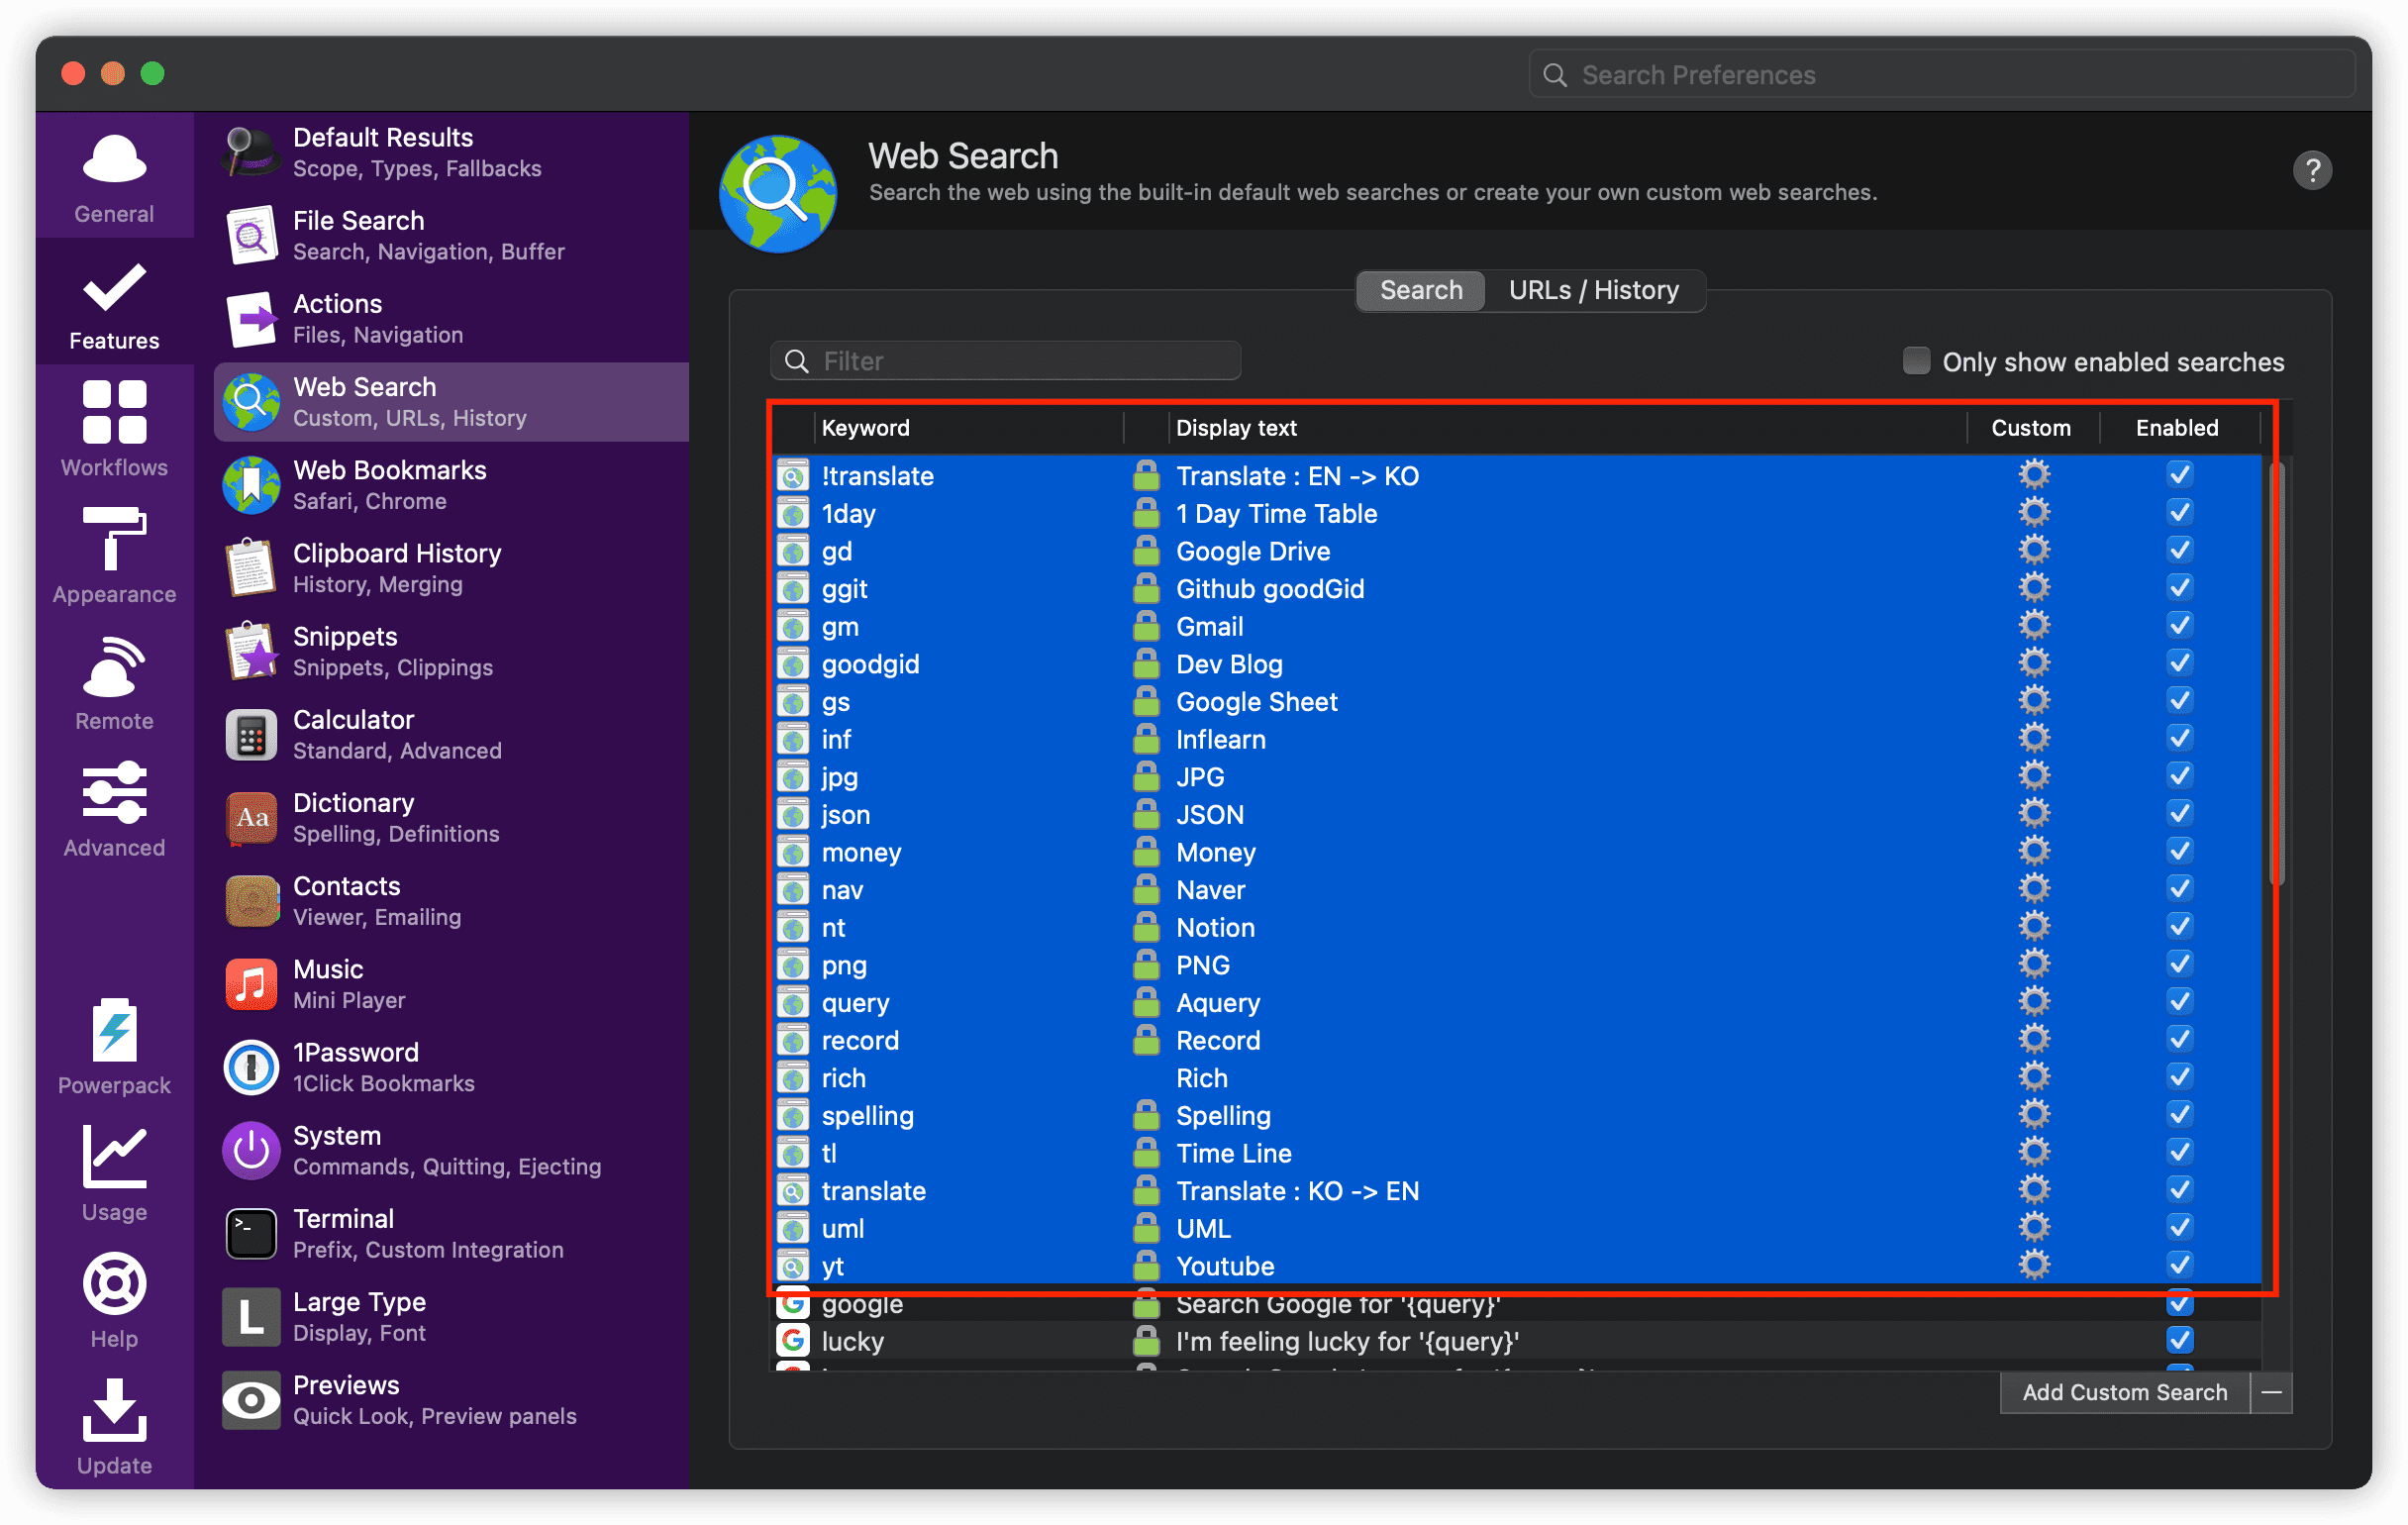 Search Preferences
General
Features
Workflows
Appearance
Remote
Advanced
Powerpack
Usage
Help
Update
Default Results
Scope, Types, Fallbacks
File Search
Search, Navigation, Buffer
Actions
Files, Navigation
Web Search
Custom, URLs, History
Web Bookmarks
Safari, Chrome
Clipboard History
History, Merging
Snippets
Snippets, Clippings
Calculator
Standard, Advanced
Aa
Dictionary
Spelling, Definitions
Contacts
Viewer, Emailing
Music
Mini Player
1Password
1Click Bookmarks
System
Commands, Quitting, Ejecting
>_
Terminal
Prefix, Custom Integration
L
Large Type
Display, Font
Previews
Quick Look, Preview panels
Web Search
Search the web using the built-in default web searches or create your own custom web searches.
?
Search URLs / History
Filter
Only show enabled searches
Keyword Display text Custom Enabled
!translate Translate : EN -> KO
1day 1 Day Time Table
gd Google Drive
ggit Github goodGid
gm Gmail
goodgid Dev Blog
gs Google Sheet
inf Inflearn
jpg JPG
json JSON
money Money
nav Naver
nt Notion
png PNG
query Aquery
record Record
rich Rich
spelling Spelling
tl Time Line
translate Translate : KO -> EN
uml UML
yt Youtube
google Search Google for '{query}'
lucky I'm feeling lucky for '{query}'
Add Custom Search